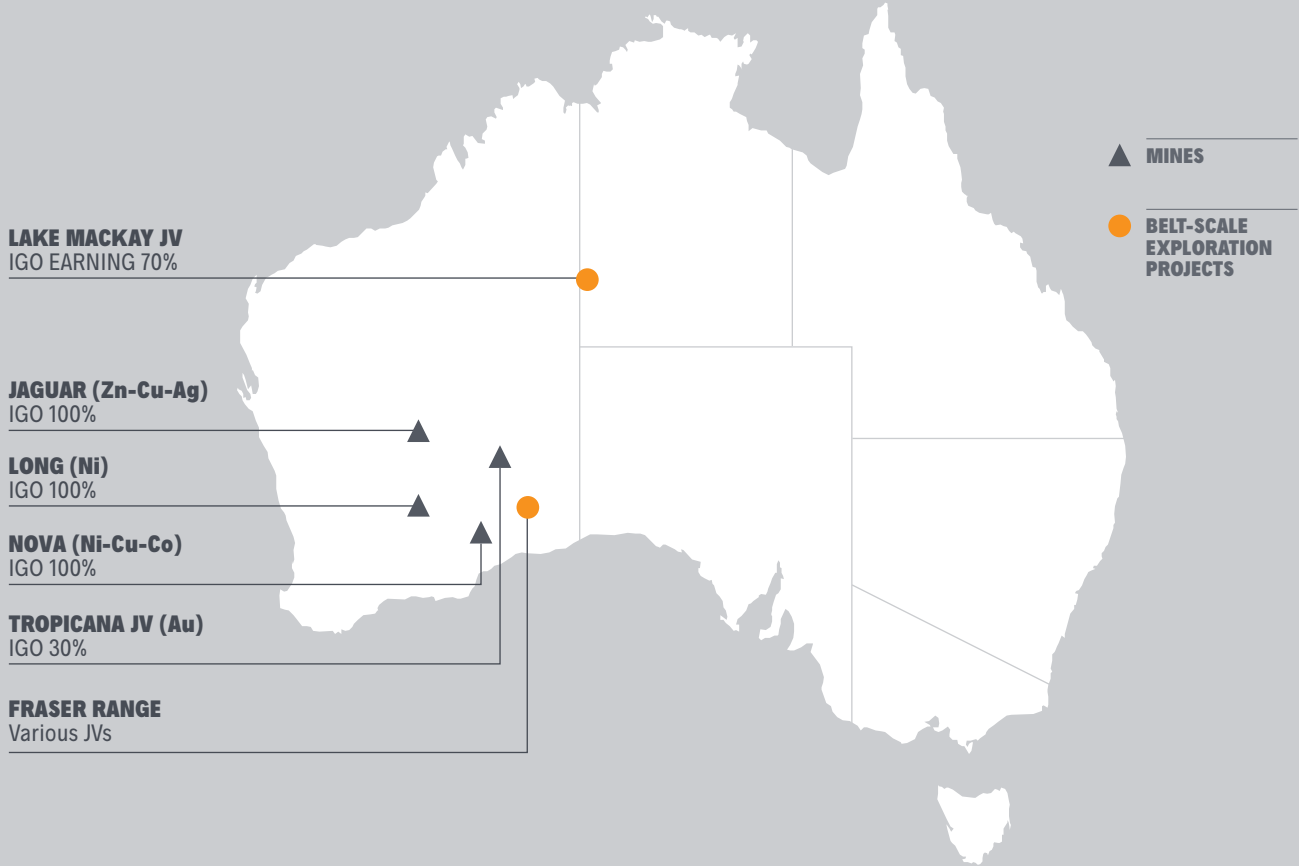 LAKE MACKAY JV
IGO EARNING 70%
JAGUAR (Zn-Cu-Ag)
IGO 100%
LONG (Ni)
IGO 100%
NOVA (Ni-Cu-Co)
IGO 100%
TROPICANA JV (Au)
IGO 30%
FRASER RANGE
Various JVs
MINES
BELT-SCALE
EXPLORATION
PROJECTS